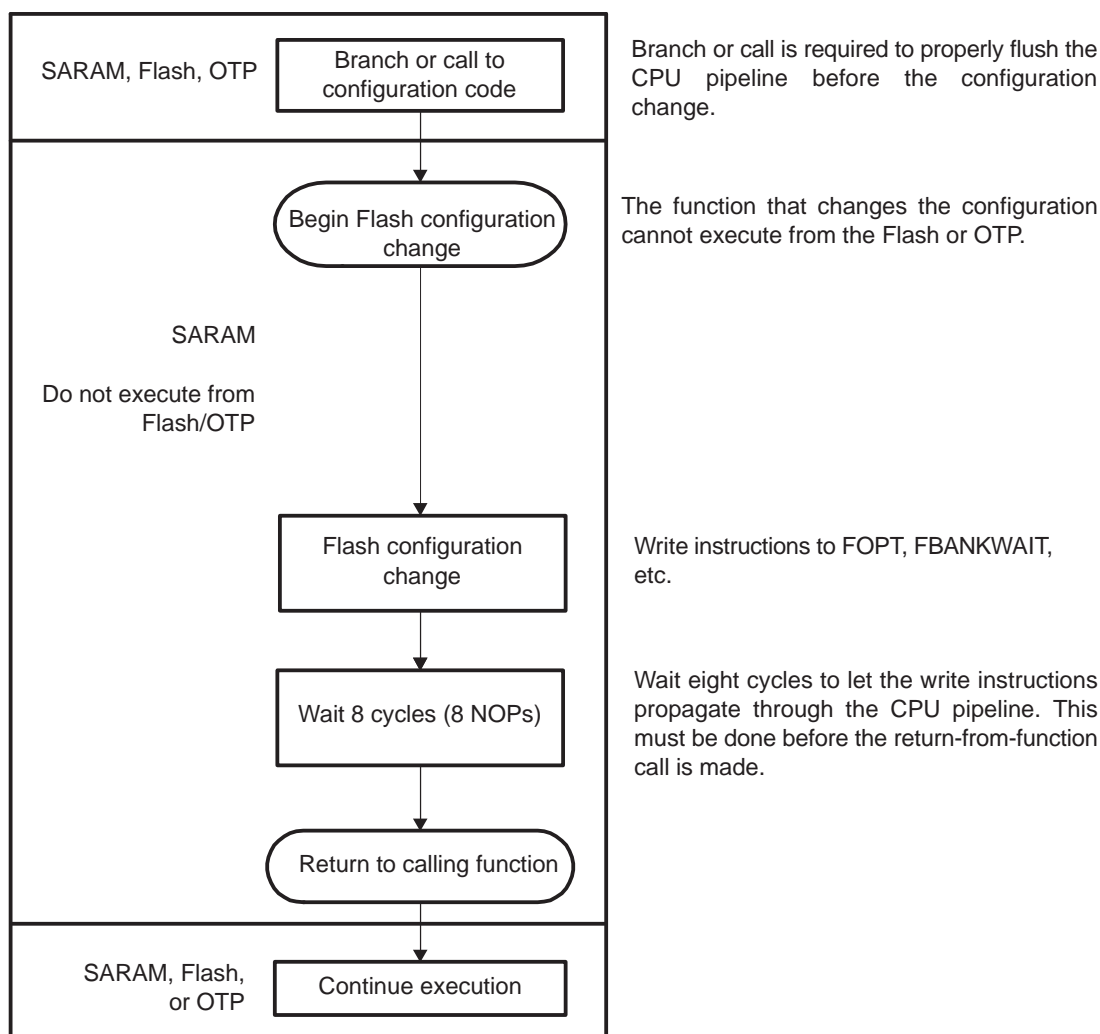 SARAM, Flash, OTP
Branch or call to
configuration code
Branch or call is required to properly flush the
CPU pipeline before the configuration
change.
Begin Flash configuration
change
The function that changes the configuration
cannot execute from the Flash or OTP.
SARAM
Do not execute from
Flash/OTP
Flash configuration
change
Write instructions to FOPT, FBANKWAIT,
etc.
Wait 8 cycles (8 NOPs)
Wait eight cycles to let the write instructions
propagate through the CPU pipeline. This
must be done before the return-from-function
call is made.
Return to calling function
SARAM, Flash,
or OTP
Continue execution